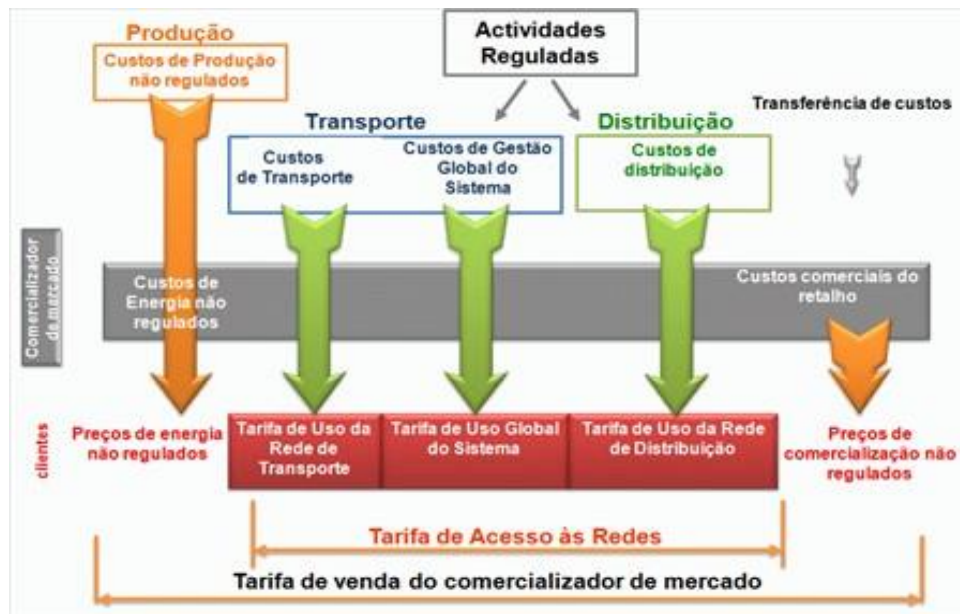 Produção
Custos de Produção
não regulados
Actividades
Reguladas
Transferência de custos
Transporte
Custos
de Transporte
Custos de Gestão
Global do
Sistema
Distribuição
Custos de
distribuição
Comercializador
de mercado
Custos de
Energia não
regulados
Custos comerciais do
retalho
clientes
Preços de energia
não regulados
Tarifa de Uso da
Rede de
Transporte
Tarifa de Uso Global
do Sistema
Tarifa de Uso da Rede
de Distribuição
Preços de
comercialização não
regulados
Tarifa de Acesso às Redes
Tarifa de venda do comercializador de mercado